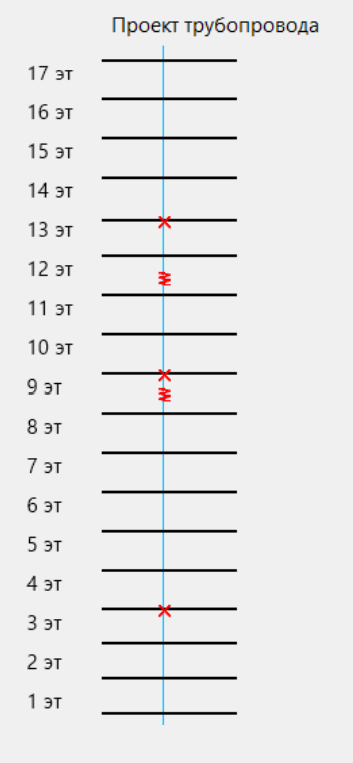 Проект трубопровода
17 эт
16 эт
15 эт
14 эт
13 эт
12 эт
11 эт
10 эт
9 эт
8 эт
7 эт
6 эт
5 эт
4 эт
3 эт
2 эт
1 эт